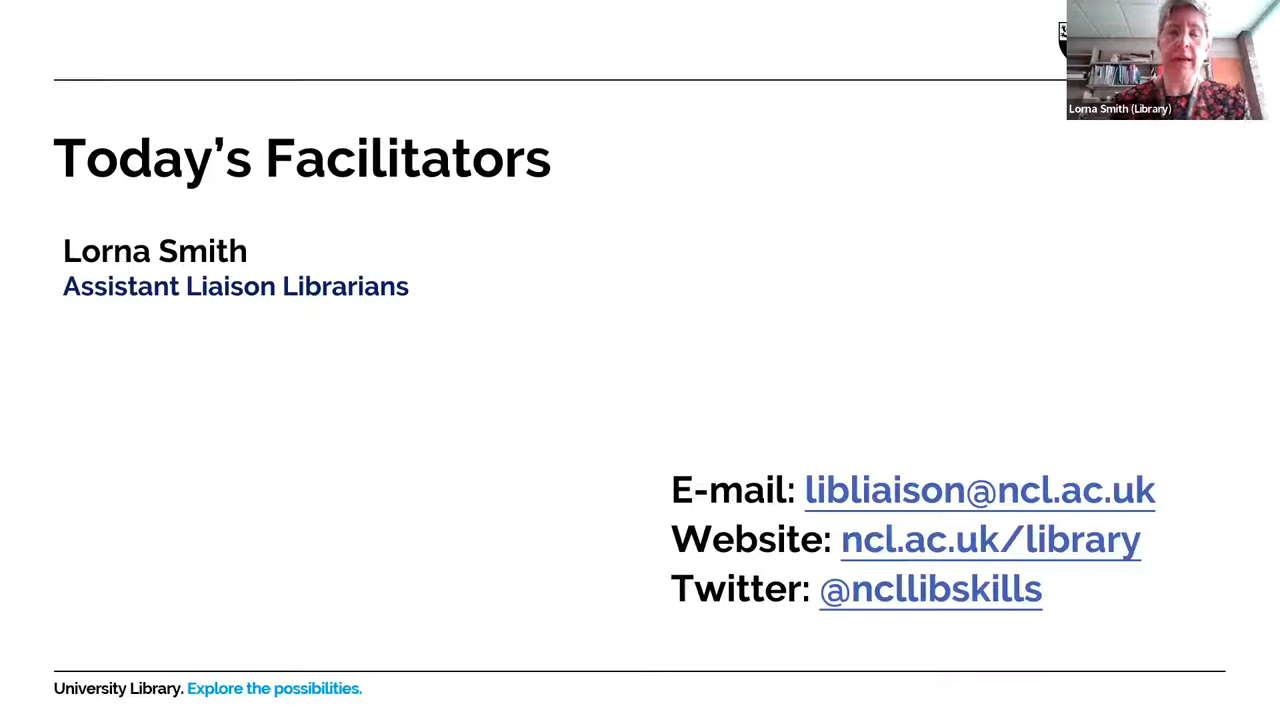 Lorna Smith (Library)
Today's Facilitators
Lorna Smith
Assistant Liaison Librarians
E-mail: libliaison@ncl.ac.uk
Website: ncl.ac.uk/library
Twitter: @ncllibskills
University Library. Explore the possibilities.